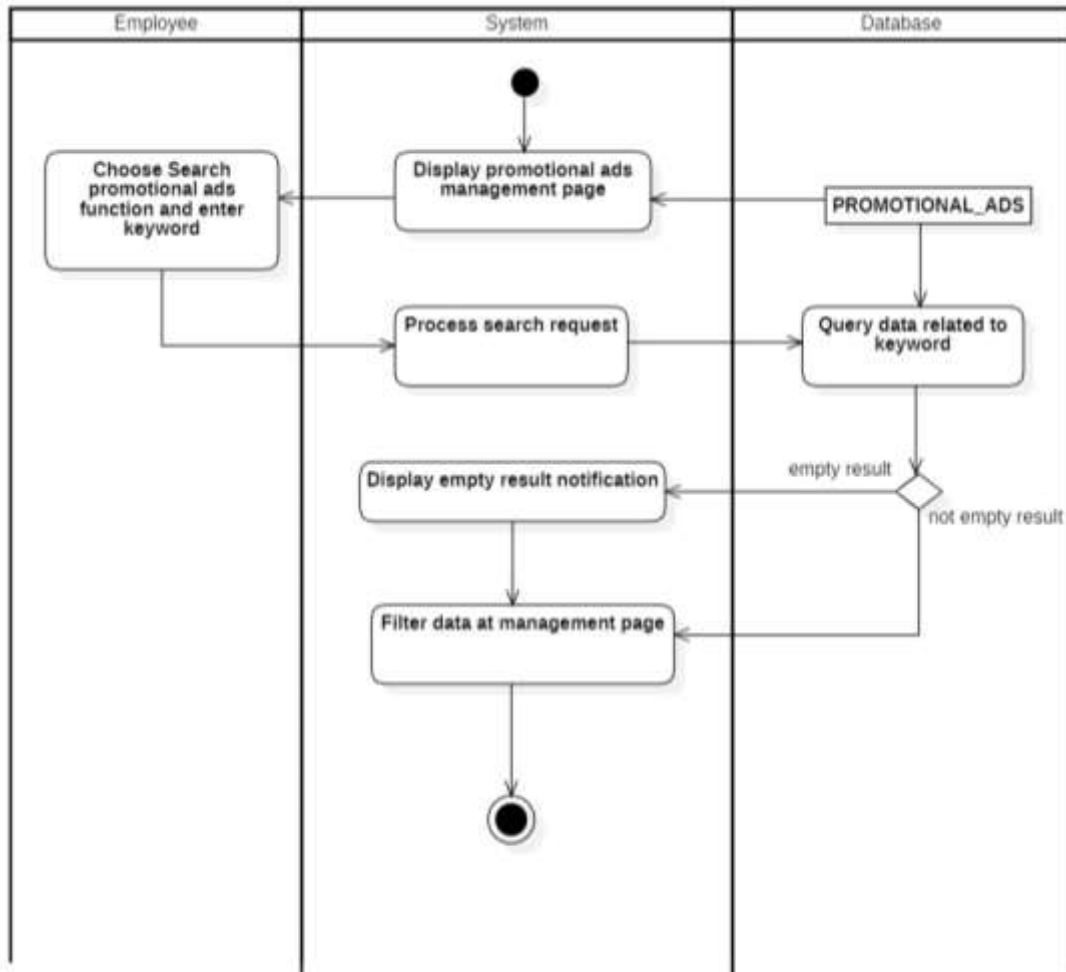 Employee
System
Database
Choose Search
promotional ads
function and enter
keyword
Display promotional ads
management page
PROMOTIONAL_ADS
Process search request
Query data related to
keyword
Display empty result notification
empty result
not empty result
Filter data at management page